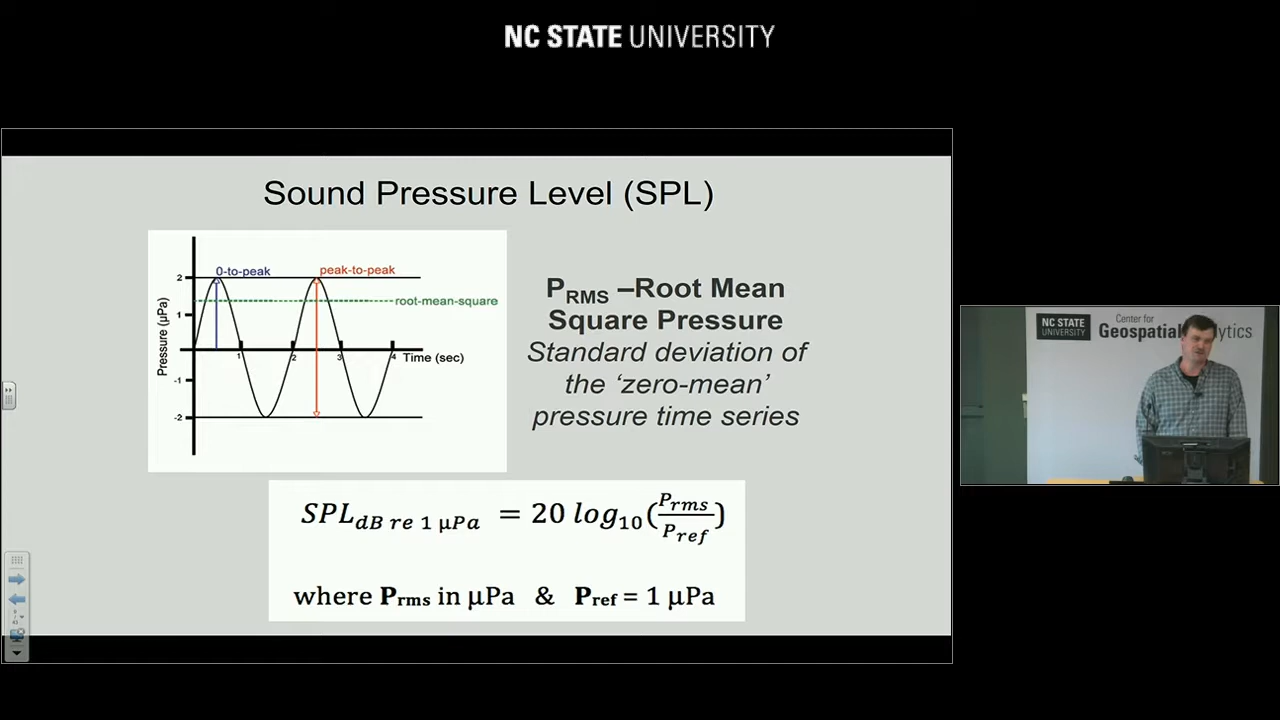 NC STATE UNIVERSITY
Sound Pressure Level (SPL)
0-to-peak
peak-to-peak
root-mean-square
Pressure (µPa)
2
1
-1
-2
1
2
3
4
Time (sec)
PRMS –Root Mean
Square Pressure
Standard deviation of
the ‘zero-mean’
pressure time series
SPLdB re 1 µPa = 20 log10(Prms/Pref)
where Prms in µPa & Pref = 1 µPa
NC STATE
UNIVERSITY
Center for
Geospatial